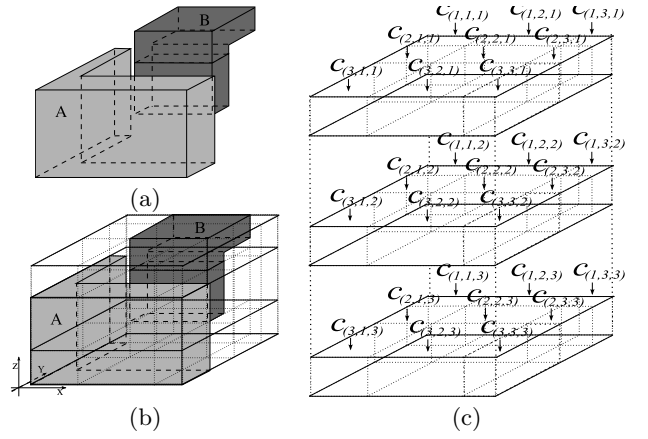 B
A
(a)
B
A
Z
Y
X
(b)
C(1,1,1) C(1,2,1) C(1,3,1)
C(2,1,1) C(2,2,1) C(2,3,1)
C(3,1,1) C(3,2,1) C(3,3,1)
C(1,1,2) C(1,2,2) C(1,3,2)
C(2,1,2) C(2,2,2) C(2,3,2)
C(3,1,2) C(3,2,2) C(3,3,2)
C(1,1,3) C(1,2,3) C(1,3,3)
C(2,1,3) C(2,2,3) C(2,3,3)
C(3,1,3) C(3,2,3) C(3,3,3)
(c)